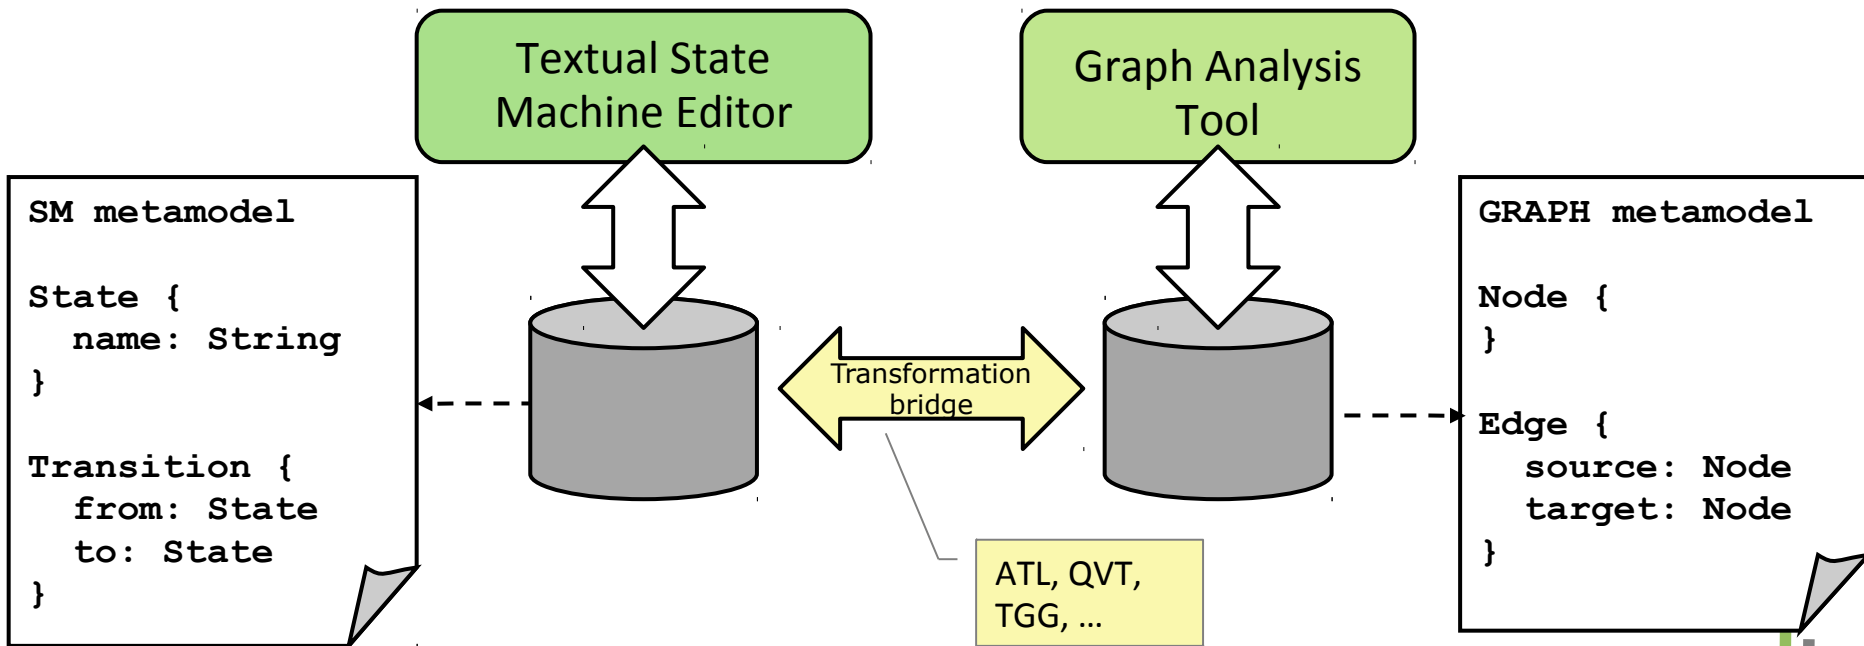 Textual State
Machine Editor
Graph Analysis
Tool
SM metamodel
State {
name: String
}
Transition {
from: State
to: State
}
Transformation
bridge
ATL, QVT,
TGG, …
GRAPH metamodel
Node {
}
Edge {
source: Node
target: Node
}